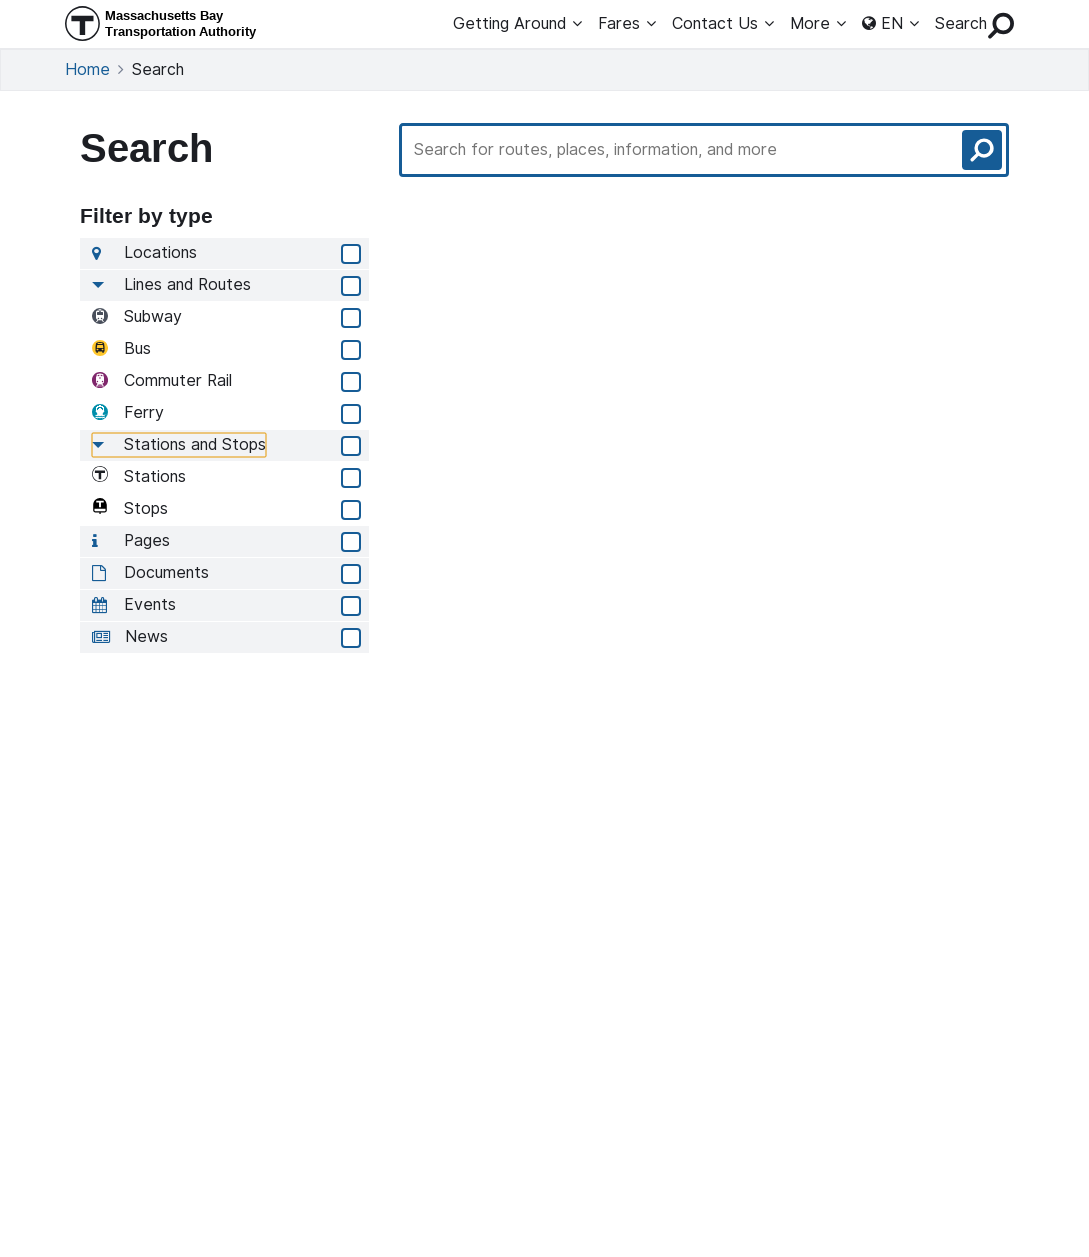 Massachusetts Bay
Transportation Authority
Getting Around
Fares
Contact Us
More
EN
Search
Home
Search
Search
Search for routes, places, information, and more
Filter by type
Locations
Lines and Routes
Subway
Bus
Commuter Rail
Ferry
Stations and Stops
Stations
Stops
Pages
Documents
Events
News